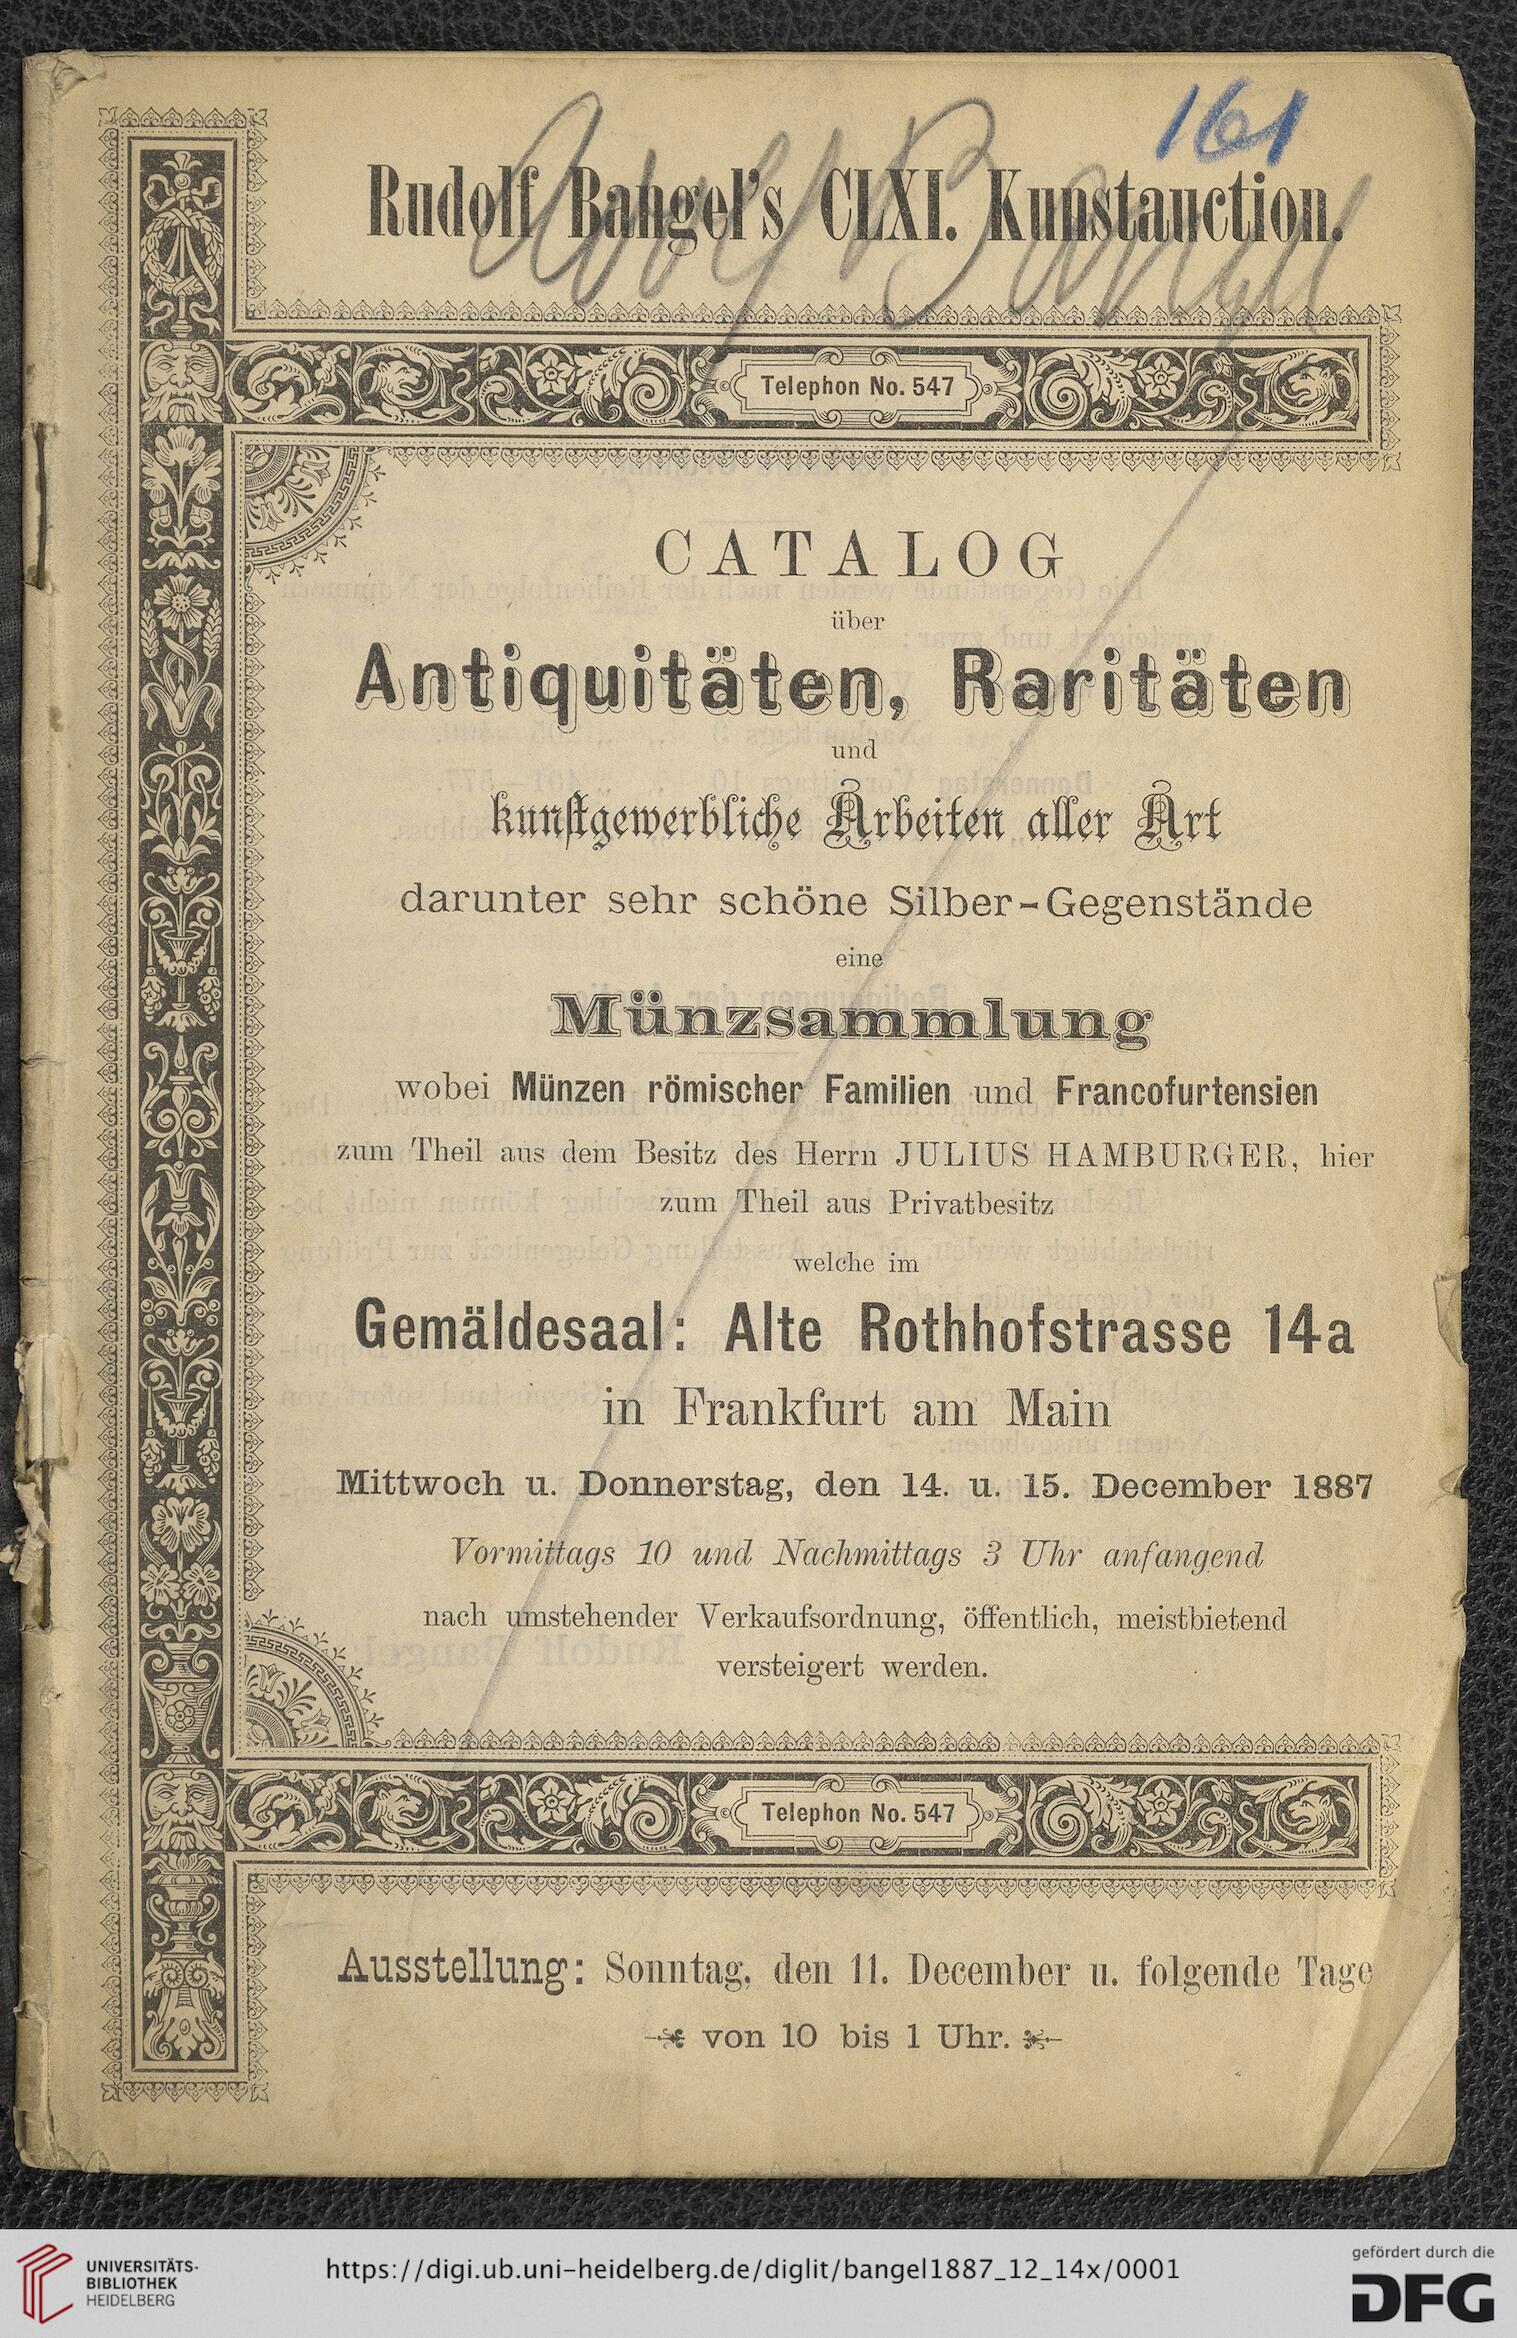 161
Adolf Bangel
Rudolf Bangel's CLXI. Kunstauction.
Telephon No. 547
CATALOG
über
Antiquitäten, Raritäten
und
kunstgewerbliche Arbeiten aller Art
darunter sehr schöne Silber-Gegenstände
eine
Münzsammlung
wobei Münzen römischer Familien und Francofurtensien
zum Theil aus dem Besitz des Herrn JULIUS HAMBURGER, hier
zum Theil aus Privatbesitz
welche im
Gemäldesaal: Alte Rothhofstrasse 14a
in Frankfurt am Main
Mittwoch u. Donnerstag, den 14. u. 15. December 1887
Vormittags 10 und Nachmittags 3 Uhr anfangend
nach umstehender Verkaufsordnung, öffentlich, meistbietend
versteigert werden.
Telephon No. 547
Ausstellung: Sonntag, den 11. December u. folgende Tage
von 10 bis 1 Uhr.
UNIVERSITÄTS-
BIBLIOTHEK
HEIDELBERG
https://digi.ub.uni-heidelberg.de/diglit/bangel1887_12_14x/0001
gefördert durch die
DFG